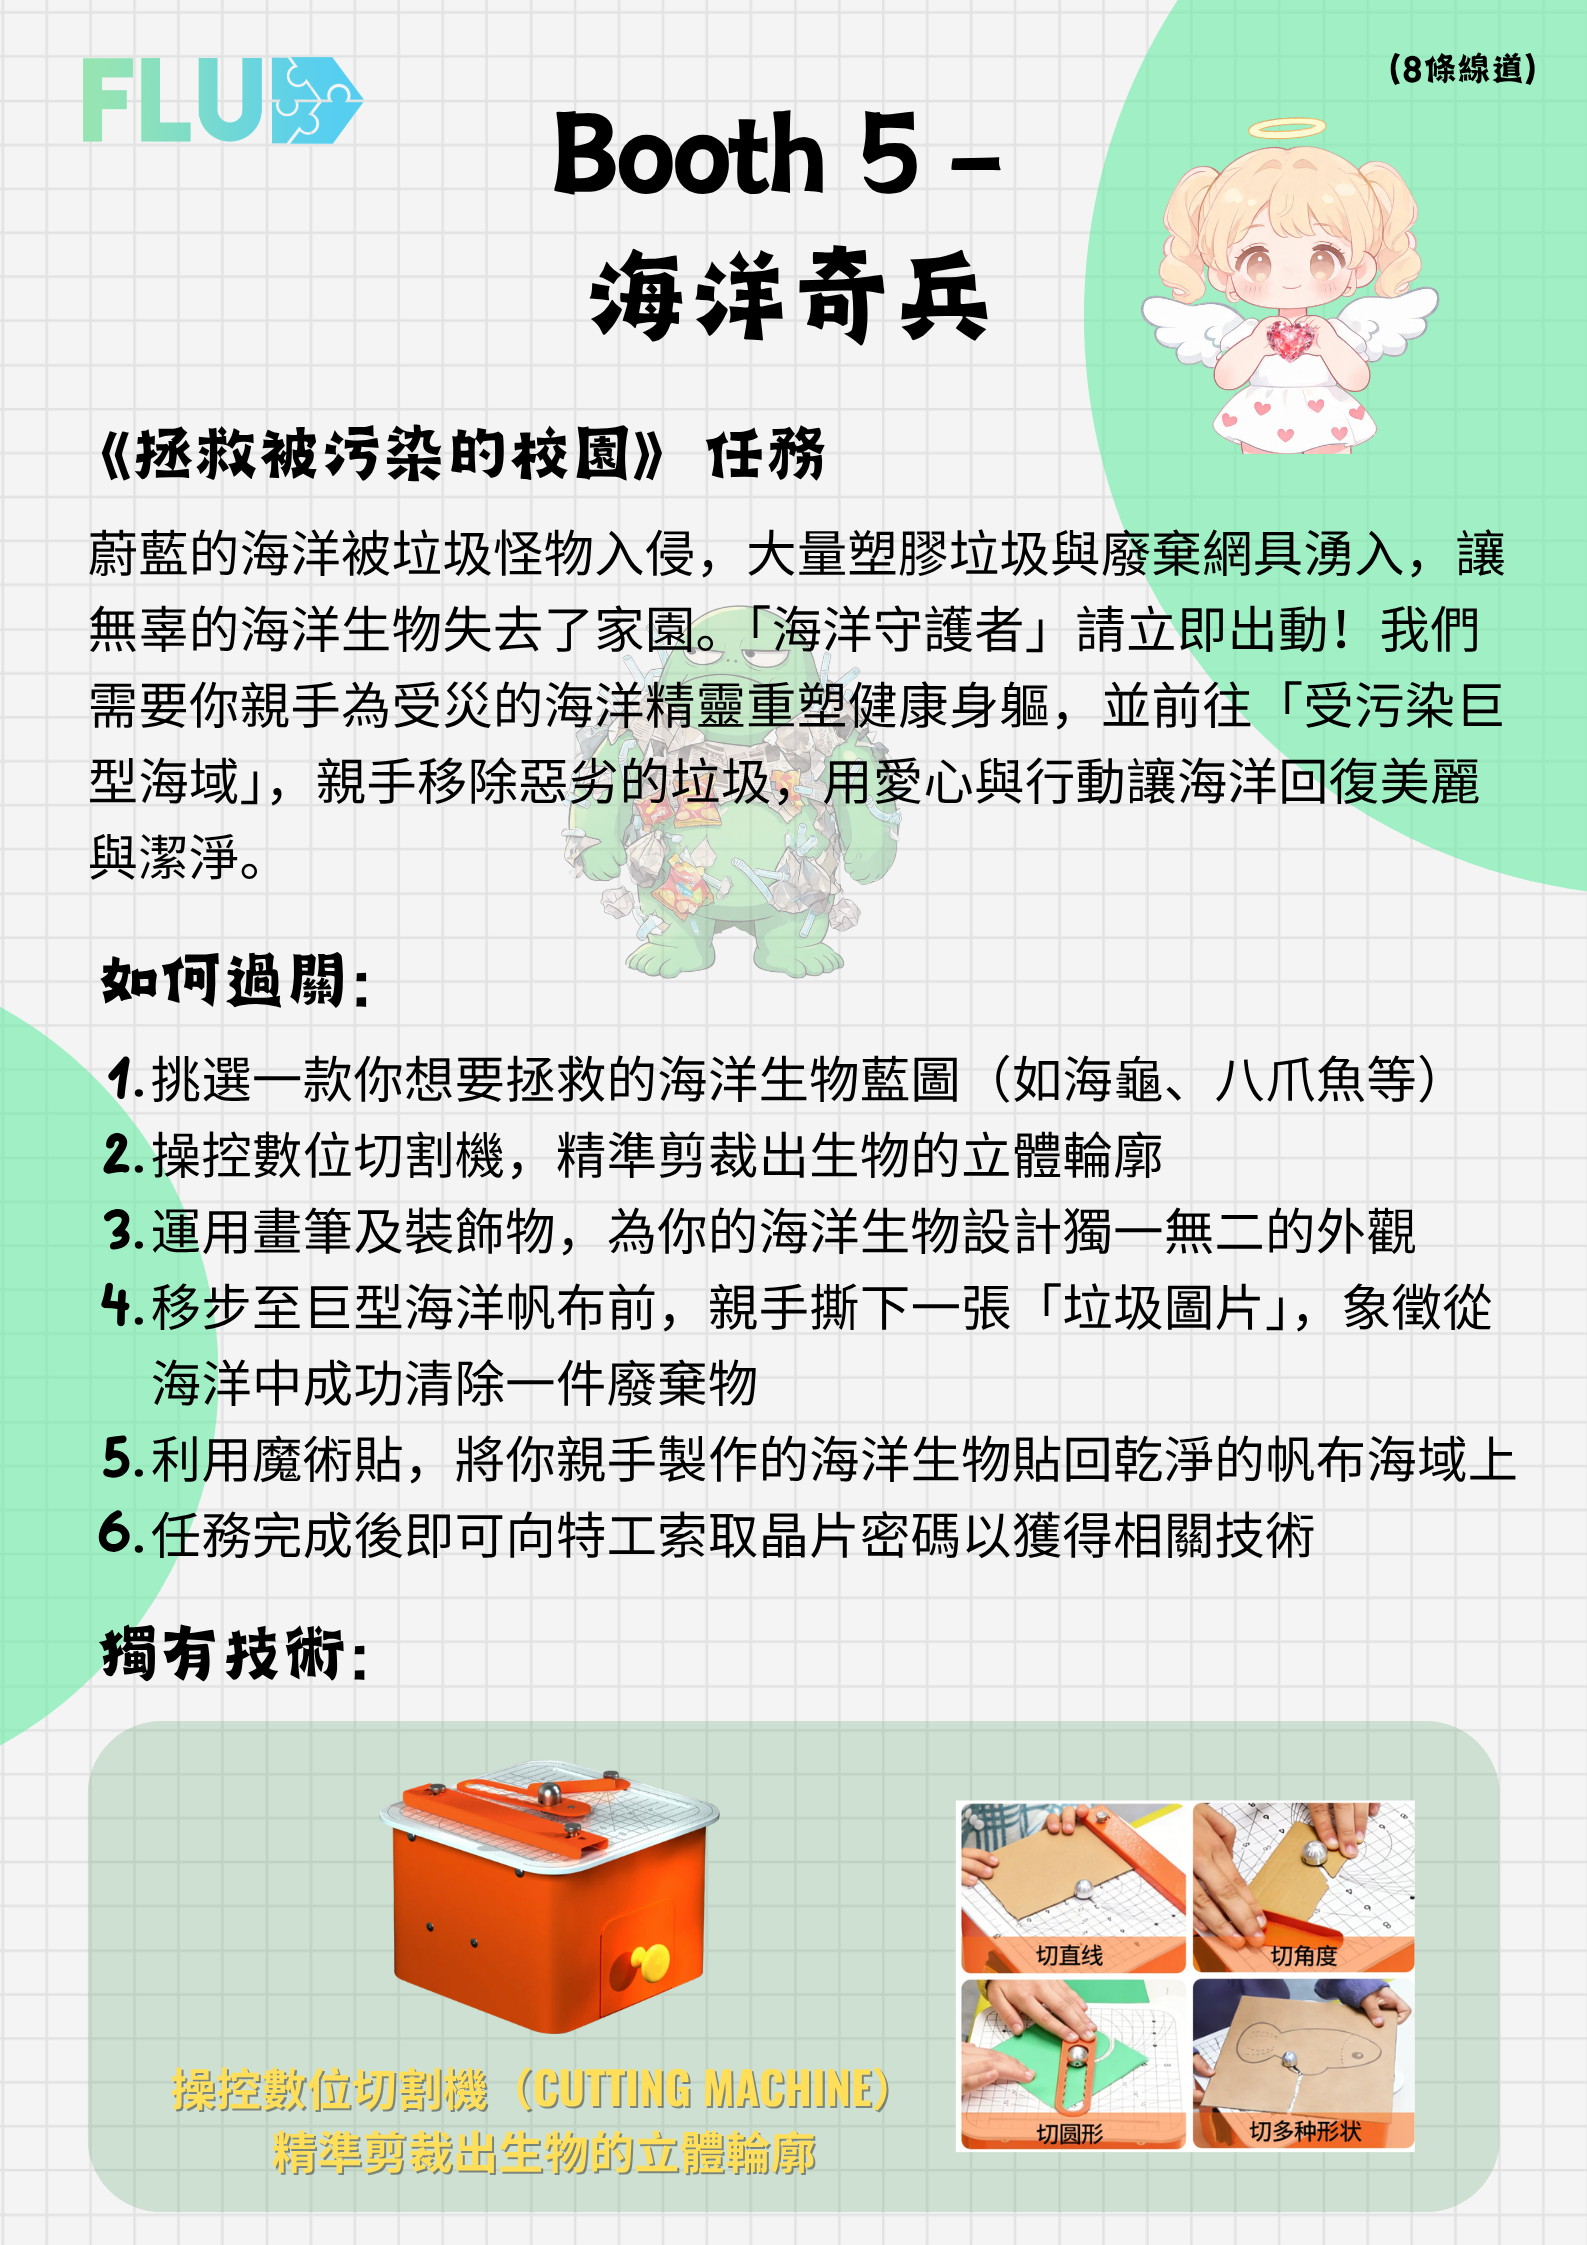 FLU
(8條線道)
Booth 5 –
海洋奇兵
《拯救被污染的校園》 任務
蔚藍的海洋被垃圾怪物入侵，大量塑膠垃圾與廢棄網具湧入，讓
無辜的海洋生物失去了家園。「海洋守護者」請立即出動！我們
需要你親手為受災的海洋精靈重塑健康身軀，並前往「受污染巨
型海域」，親手移除惡劣的垃圾，用愛心與行動讓海洋回復美麗
與潔淨。
如何過關：
1.挑選一款你想要拯救的海洋生物藍圖（如海龜、八爪魚等）
2.操控數位切割機，精準剪裁出生物的立體輪廓
3.運用畫筆及裝飾物，為你的海洋生物設計獨一無二的外觀
4.移步至巨型海洋帆布前，親手撕下一張「垃圾圖片」，象徵從
海洋中成功清除一件廢棄物
5.利用魔術貼，將你親手製作的海洋生物貼回乾淨的帆布海域上
6.任務完成後即可向特工索取晶片密碼以獲得相關技術
獨有技術：
切直线
切角度
切圆形
切多种形状
操控數位切割機（CUTTING MACHINE）
精準剪裁出生物的立體輪廓